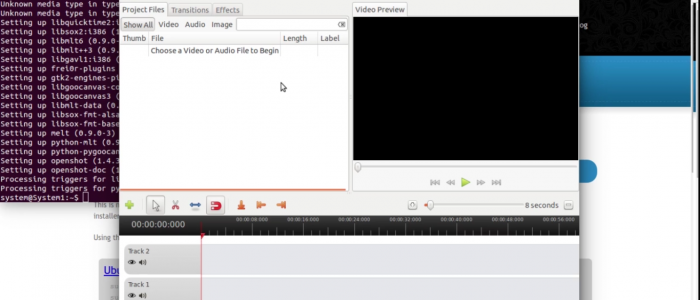 Unknown media type in type
Unknown media type in type
Setting up libquicktime2:i
Setting up libsox2:i386 (1
Setting up libmlt6 (0.9.0-
Setting up libmlt++3 (0.9.
Setting up libgavl1:i386 (
Setting up frei0r-plugins
Setting up gtk2-engines-pi
Setting up libgoocanvas-co
Setting up libgoocanvas3 (
Setting up libmlt-data (0.
Setting up libsox-fmt-alsa
Setting up libsox-fmt-base
Setting up melt (0.9.0-3)
Setting up python-mlt (0.9
Setting up python-pygoocan
Setting up openshot (1.4.3
Setting up openshot-doc (1
Processing triggers for li
Processing triggers for py
system@System1:~$
Project Files Transitions Effects
Show All Video Audio Image
Thumb File Length Label
Choose a Video or Audio File to Begin
Video Preview
8 seconds
00:00:00:000
00:00:08:000 00:00:16:000 00:00:24:000 00:00:32:000 00:00:40:000 00:00:48:000 00:00:56:000
Track 2
Track 1
og
This is
installe
Using th
Ubu